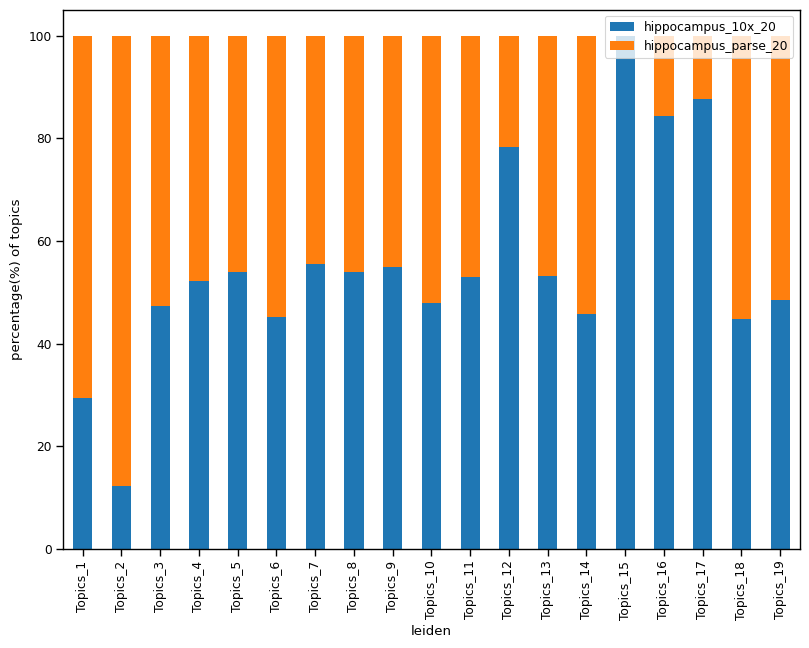 hippocampus_10x_20
hippocampus_parse_20
percentage(%) of topics
100
80
60
40
20
0
Topics_1
Topics_2
Topics_3
Topics_4
Topics_5
Topics_6
Topics_7
Topics_8
Topics_9
Topics_10
Topics_11
Topics_12
Topics_13
Topics_14
Topics_15
Topics_16
Topics_17
Topics_18
Topics_19
leiden